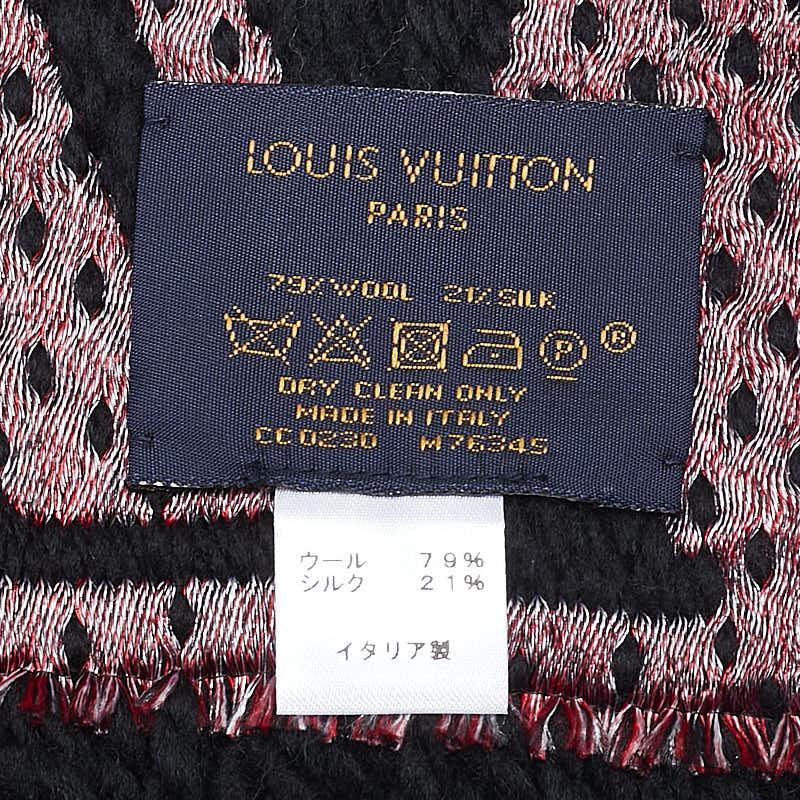 LOUIS VUITTON
PARIS
79% WOOL 21% SILK
P ®
DRY CLEAN ONLY
MADE IN ITALY
CC0230 M76345
ウール 79%
シルク 21%
イタリア製